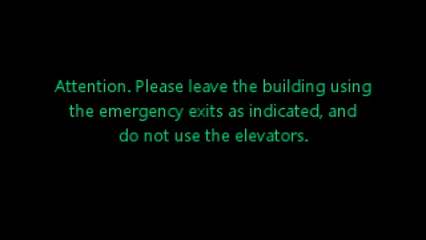 Attention. Please leave the building using
the emergency exits as indicated, and
do not use the elevators.